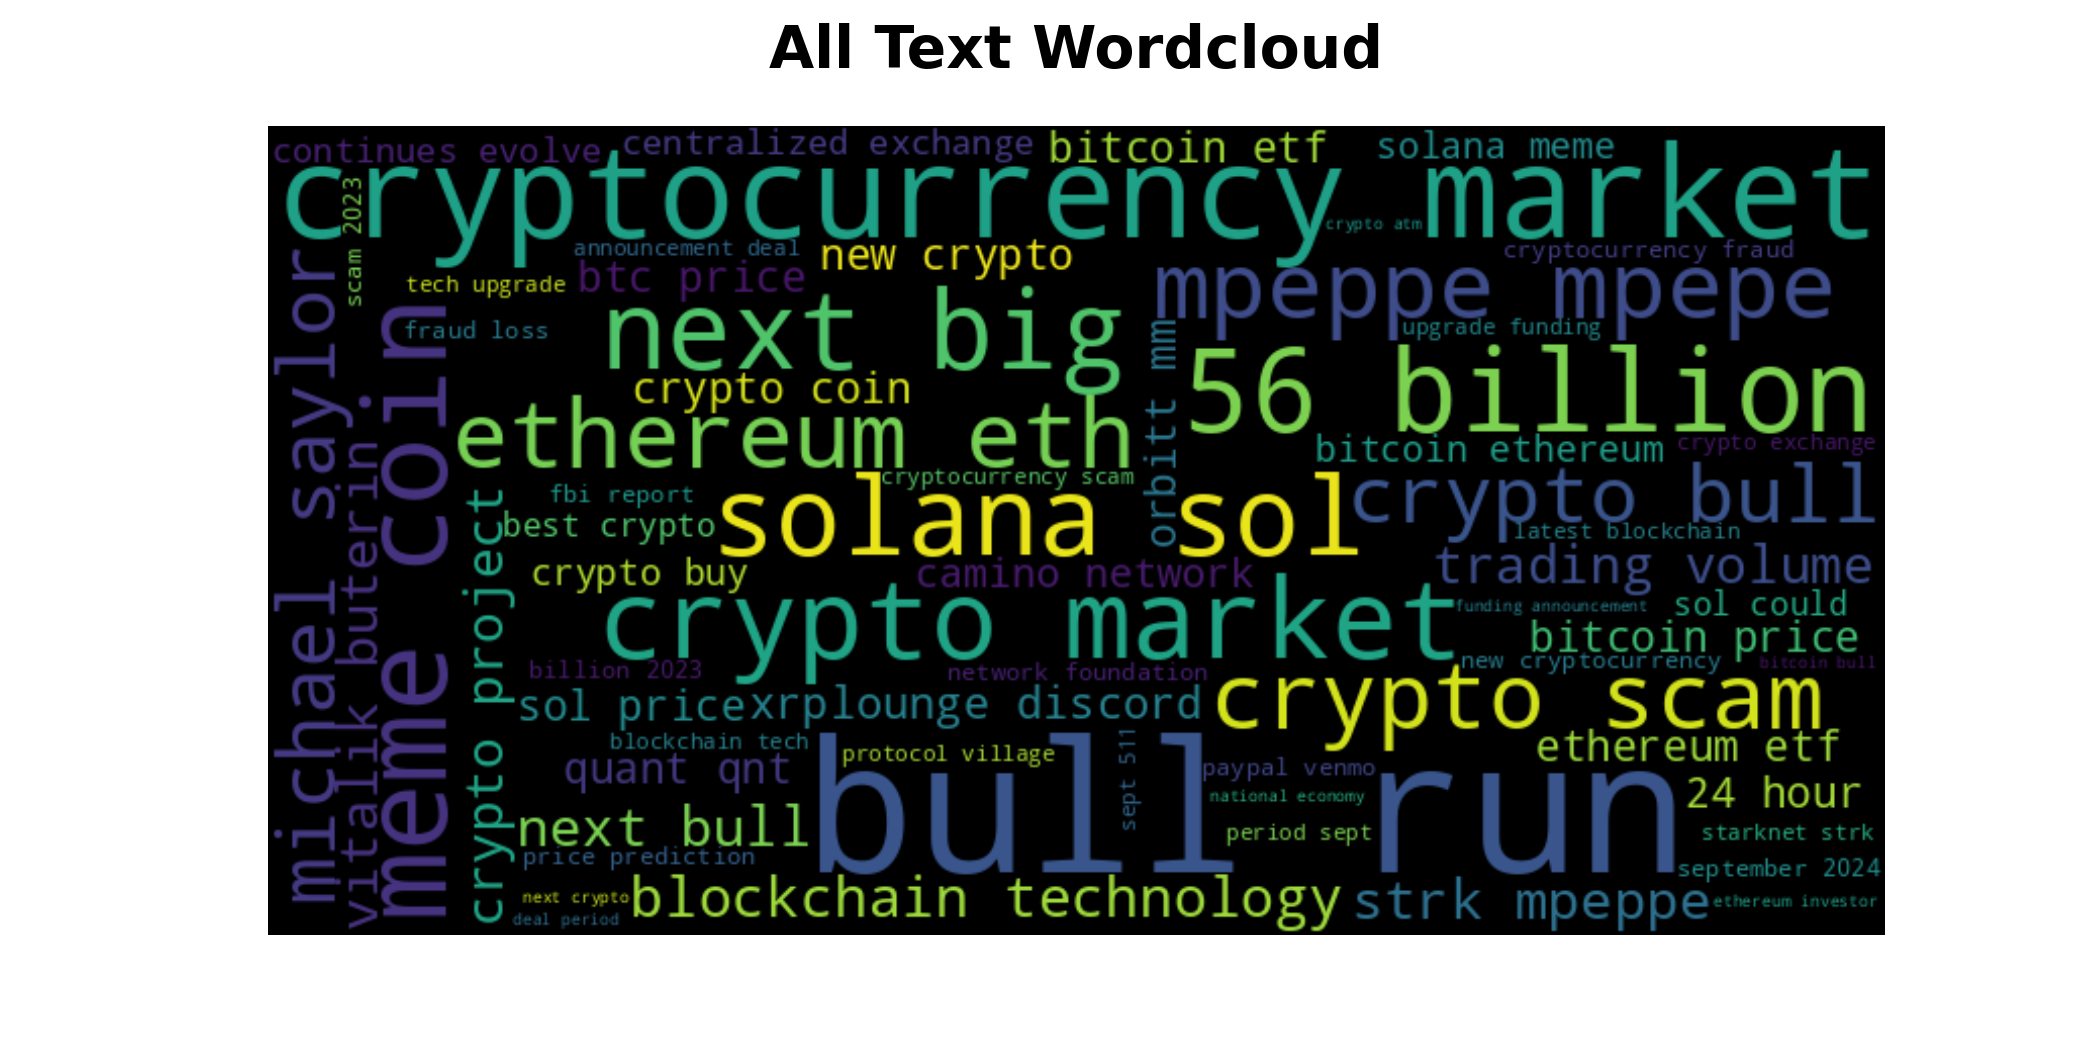 All Text Wordcloud
continues evolve
centralized exchange
bitcoin etf
solana meme
cryptocurrency market
scam 2023
crypto atm
announcement deal
new crypto
cryptocurrency fraud
tech upgrade
btc price
mpeppe mpepe
michael saylor
meme coin
next big
fraud loss
upgrade funding
orbitt mm
56 billion
crypto coin
ethereum eth
vitalik buterin
bitcoin ethereum
crypto exchange
cryptocurrency scam
fbi report
solana sol
crypto bull
crypto project
best crypto
latest blockchain
crypto buy
camino network
trading volume
crypto market
funding announcement
sol could
bitcoin price
billion 2023
network foundation
new cryptocurrency
bitcoin bull
sol price
xrplounge discord
crypto scam
blockchain tech
protocol village
sept 511
ethereum etf
quant qnt
bull run
paypal venmo
national economy
24 hour
next bull
period sept
starknet strk
price prediction
september 2024
next crypto
blockchain technology
strk mpeppe
ethereum investor
deal period